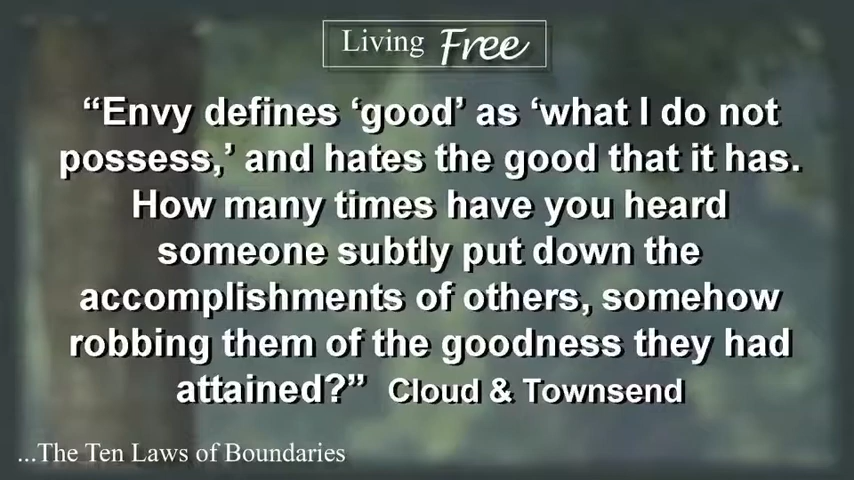 Living Free
“Envy defines ‘good’ as ‘what I do not
possess,’ and hates the good that it has.
How many times have you heard
someone subtly put down the
accomplishments of others, somehow
robbing them of the goodness they had
attained?” Cloud & Townsend
...The Ten Laws of Boundaries